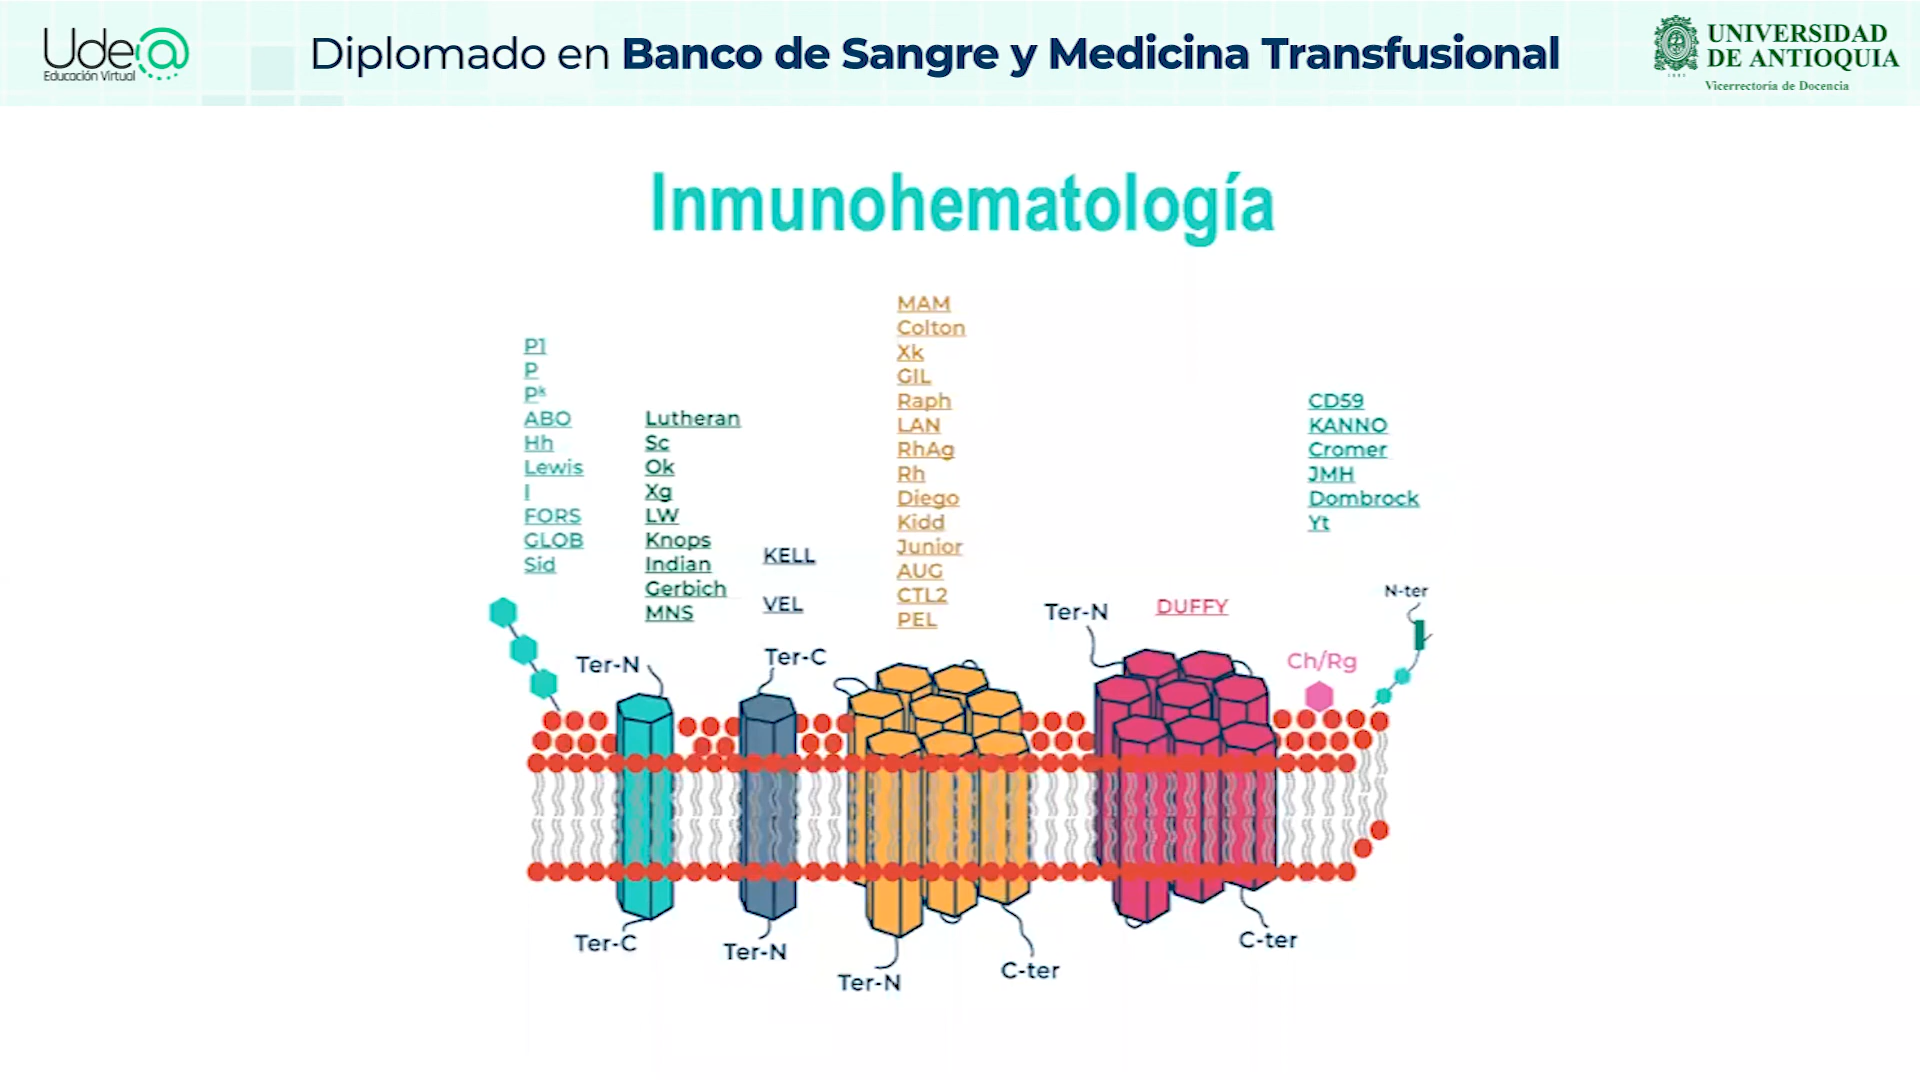 Ude@
Educación Virtual
Diplomado en Banco de Sangre y Medicina Transfusional
UNIVERSIDAD
DE ANTIOQUIA
1803
Vicerrectoría de Docencia
Inmunohematología
P1
P
Pᵏ
ABO
Hh
Lewis
I
FORS
GLOB
Sid
Lutheran
Sc
Ok
Xg
LW
Knops
Indian
Gerbich
MNS
KELL
VEL
MAM
Colton
Xk
GIL
Raph
LAN
RhAg
Rh
Diego
Kidd
Junior
AUG
CTL2
PEL
DUFFY
CD59
KANNO
Cromer
JMH
Dombrock
Yt
Ch/Rg
Ter-N
Ter-C
Ter-N
N-ter
Ter-C
Ter-N
Ter-N
C-ter
C-ter